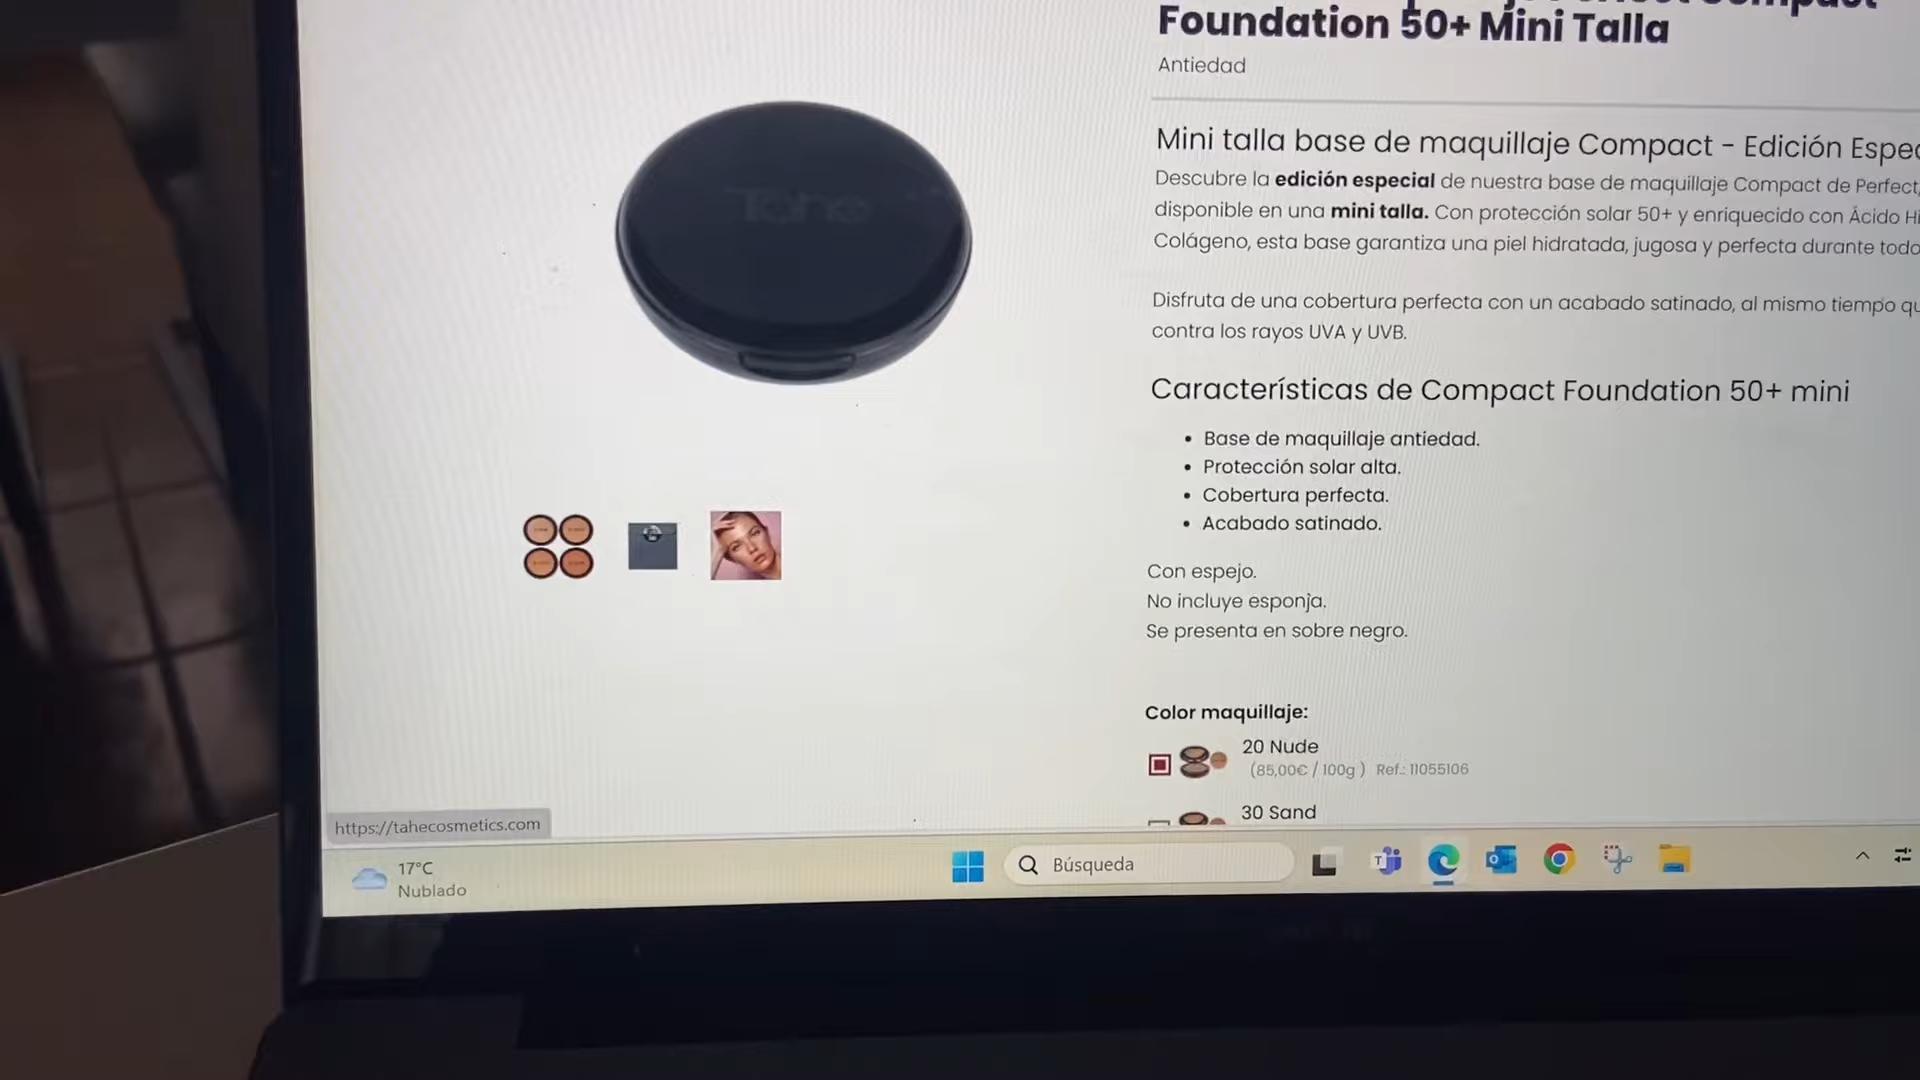 Foundation 50+ Mini Talla
Antiedad
Mini talla base de maquillaje Compact - Edición
Descubre la edición especial de nuestra base de maquillaje Compact de Perfect,
disponible en una mini talla. Con protección solar 50+ y enriquecido con Ácido
Colágeno, esta base garantiza una piel hidratada, jugosa y perfecta durante todo
Disfruta de una cobertura perfecta con un acabado satinado, al mismo tiempo
contra los rayos UVA y UVB.
Características de Compact Foundation 50+ mini
• Base de maquillaje antiedad.
• Protección solar alta.
• Cobertura perfecta.
• Acabado satinado.
Con espejo.
No incluye esponja.
Se presenta en sobre negro.
Color maquillaje:
20 Nude
(85,00€ / 100g ) Ref.: 11055106
30 Sand
Tahe
https://tahecosmetics.com
17°C
Nublado
Búsqueda